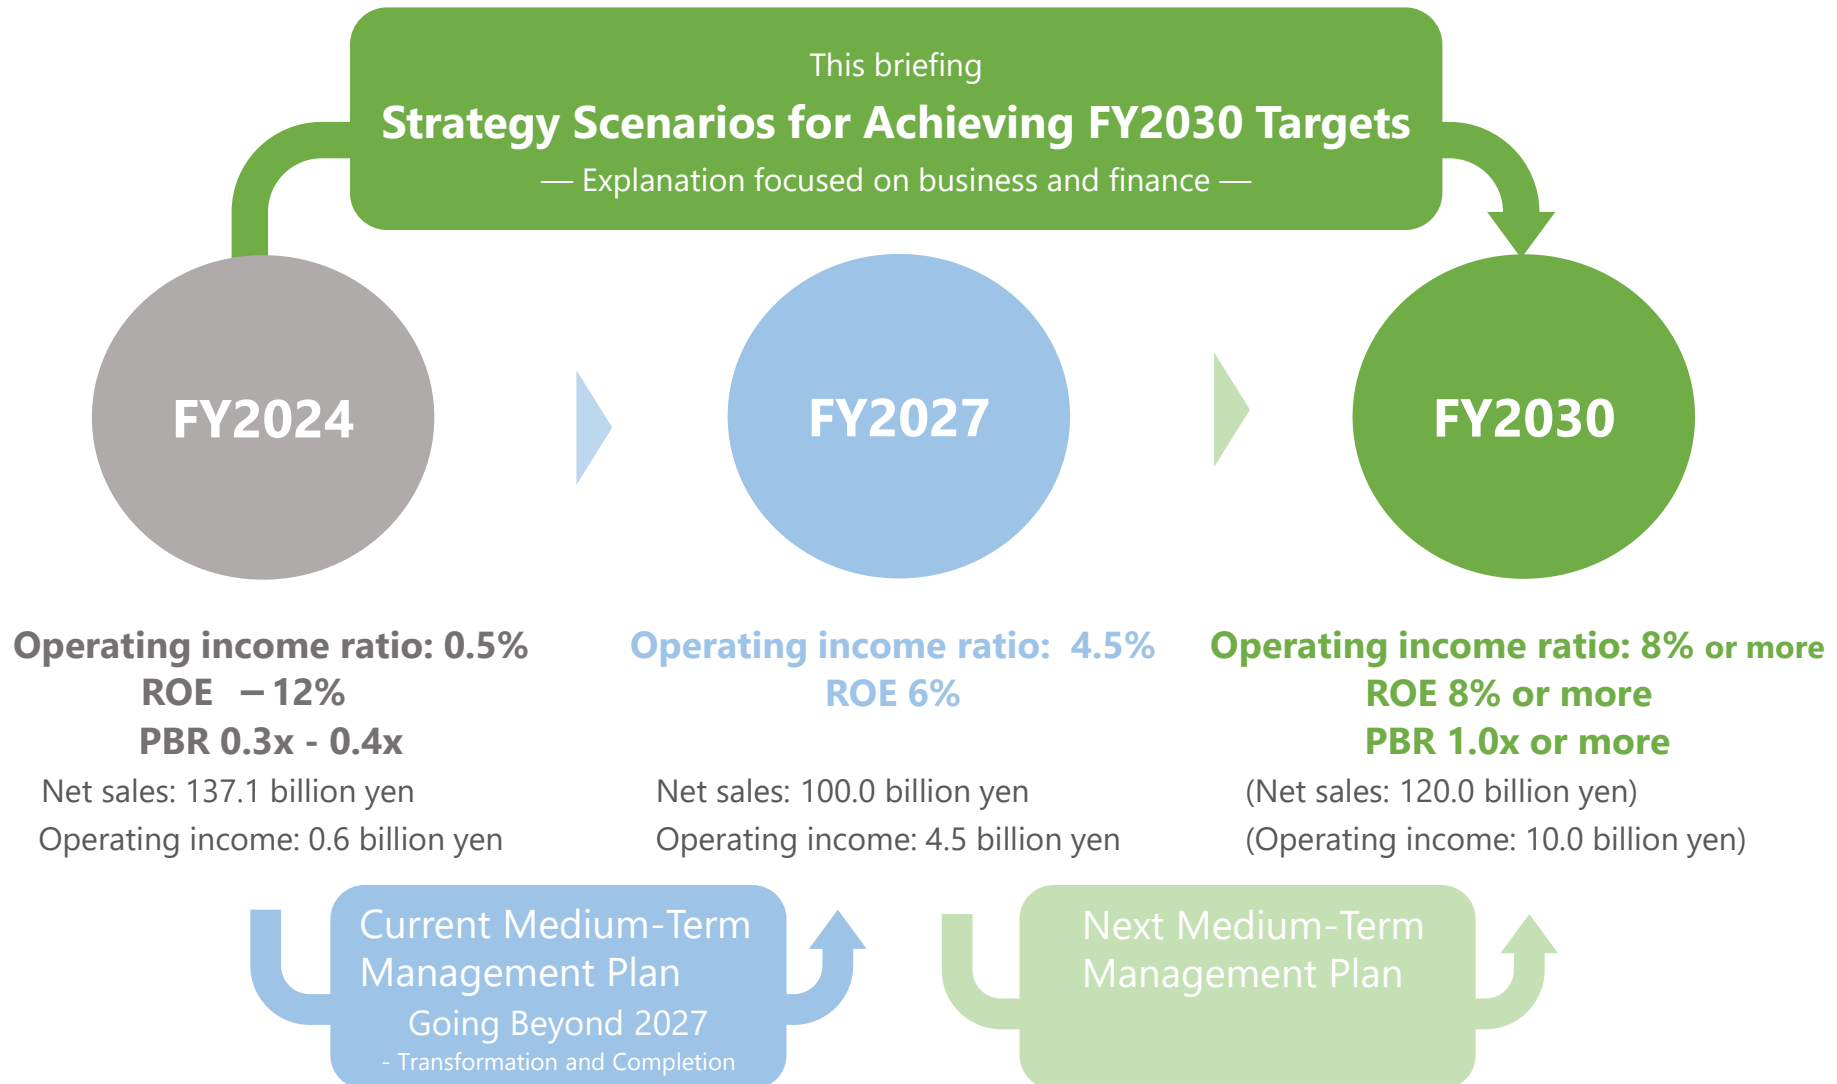 This briefing
Strategy Scenarios for Achieving FY2030 Targets
— Explanation focused on business and finance —
FY2024
FY2027
FY2030
Operating income ratio: 0.5%
ROE －12%
PBR 0.3x - 0.4x
Net sales: 137.1 billion yen
Operating income: 0.6 billion yen
Operating income ratio: 4.5%
ROE 6%
Net sales: 100.0 billion yen
Operating income: 4.5 billion yen
Operating income ratio: 8% or more
ROE 8% or more
PBR 1.0x or more
(Net sales: 120.0 billion yen)
(Operating income: 10.0 billion yen)
Current Medium-Term
Management Plan
Going Beyond 2027
- Transformation and Completion
Next Medium-Term
Management Plan